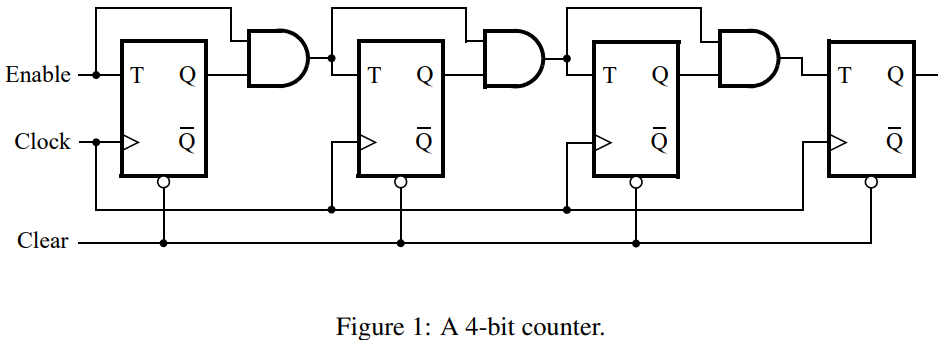 Enable T Q T Q T Q T Q
Clock Q̅ Q̅ Q̅ Q̅
Clear
Figure 1: A 4-bit counter.